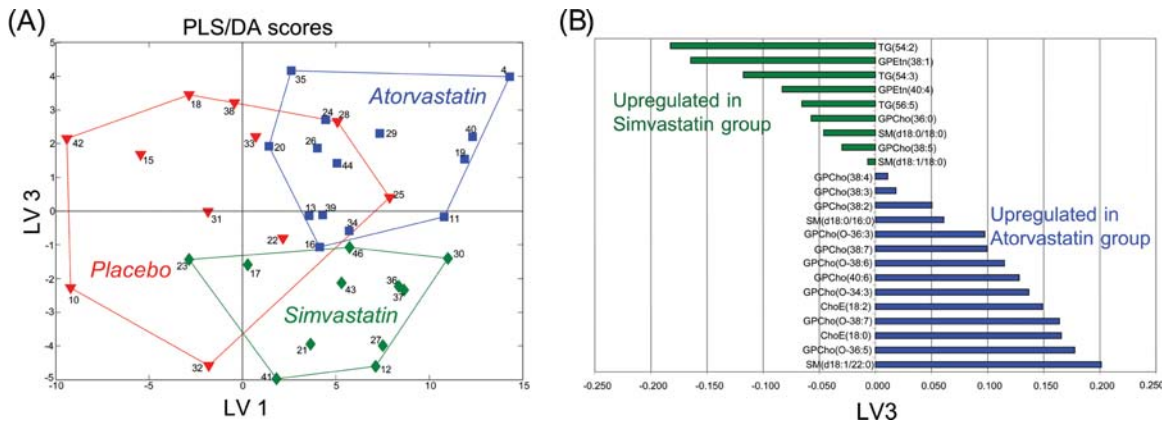 (A)
PLS/DA scores
5
4
3
2
1
0
-1
-2
-3
-4
-5
-10
-5
0
5
10
15
LV 3
LV 1
Atorvastatin
Placebo
Simvastatin
35
4
18
38
24
28
40
42
33
29
15
20
26
44
19
25
31
13
39
11
34
22
16
46
23
17
30
10
43
36
37
21
27
32
12
41
(B)
TG(54:2)
GPEtn(38:1)
TG(54:3)
GPEtn(40:4)
TG(56:5)
GPCho(36:0)
SM(d18:0/18:0)
GPCho(38:5)
SM(d18:1/18:0)
GPCho(38:4)
GPCho(38:3)
GPCho(38:2)
SM(d18:0/16:0)
GPCho(O-36:3)
GPCho(38:7)
GPCho(O-38:6)
GPCho(40:6)
GPCho(O-34:3)
ChoE(18:2)
GPCho(O-38:7)
ChoE(18:0)
GPCho(O-36:5)
SM(d18:1/22:0)
Upregulated in
Simvastatin group
Upregulated in
Atorvastatin group
-0.250 -0.200 -0.150 -0.100 -0.050 0.000 0.050 0.100 0.150 0.200 0.250
LV3